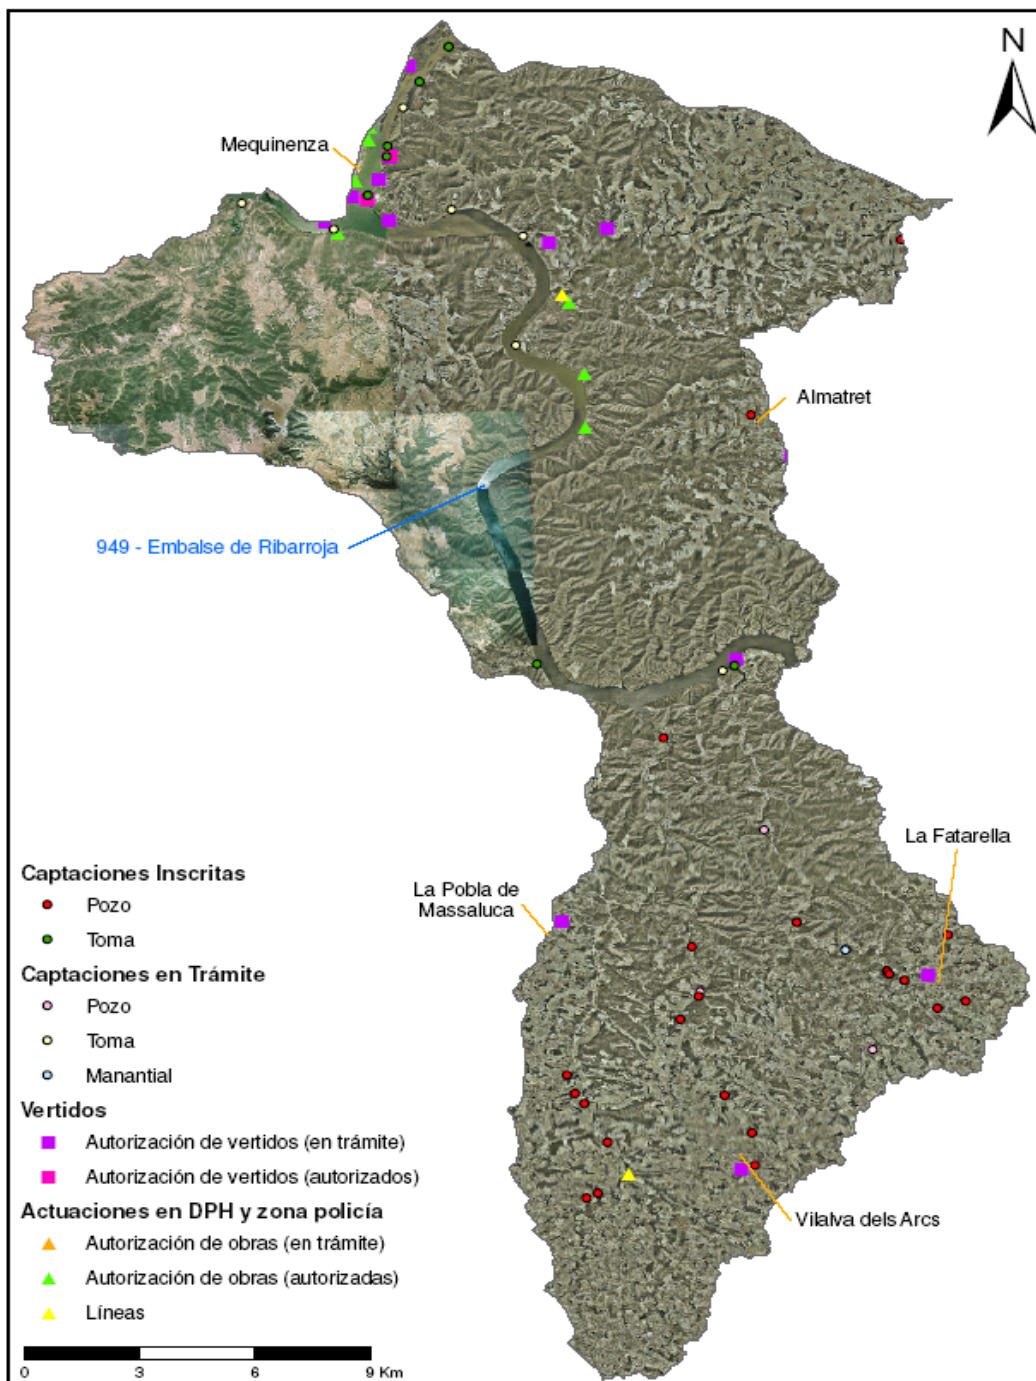 N
Mequinenza
Almatret
949 - Embalse de Ribarroja
La Fatarella
La Pobla de
Massaluca
Vilalva dels Arcs
Captaciones Inscritas
Pozo
Toma
Captaciones en Trámite
Pozo
Toma
Manantial
Vertidos
Autorización de vertidos (en trámite)
Autorización de vertidos (autorizados)
Actuaciones en DPH y zona policía
Autorización de obras (en trámite)
Autorización de obras (autorizadas)
Líneas
0 3 6 9 Km